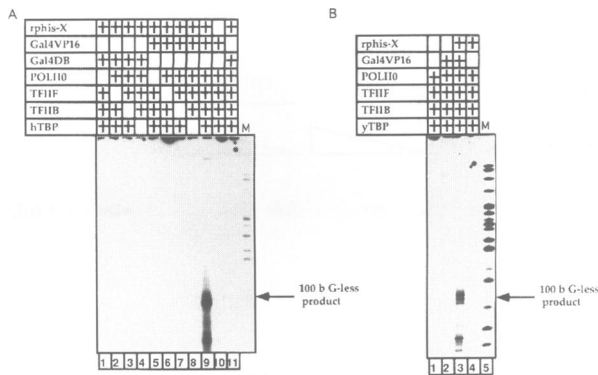 A
rphis-X + + + + + + + + + +
Gal4VP16 + + + + + +
Gal4DB + + + + +
POLII0 + + + + + + + + +
TFIIF + + + + + + + + +
TFIIB + + + + + + + + +
hTBP + + + + + + + + + M
100 b G-less
product
1 2 3 4 5 6 7 8 9 10 11
B
rphis-X + +
Gal4VP16 + +
POLII0 + + + +
TFIIF + + + +
TFIIB + + + +
yTBP + + + + M
100 b G-less
product
1 2 3 4 5